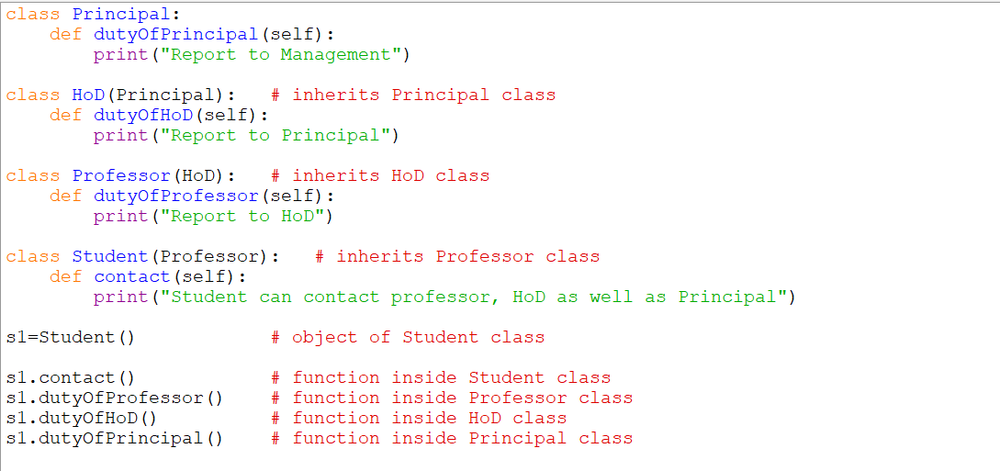 class Principal:
    def dutyOfPrincipal(self):
        print("Report to Management")

class HoD(Principal):   # inherits Principal class
    def dutyOfHoD(self):
        print("Report to Principal")

class Professor(HoD):   # inherits HoD class
    def dutyOfProfessor(self):
        print("Report to HoD")

class Student(Professor):   # inherits Professor class
    def contact(self):
        print("Student can contact professor, HoD as well as Principal")

s1=Student()            # object of Student class

s1.contact()            # function inside Student class
s1.dutyOfProfessor()    # function inside Professor class
s1.dutyOfHoD()          # function inside HoD class
s1.dutyOfPrincipal()    # function inside Principal class